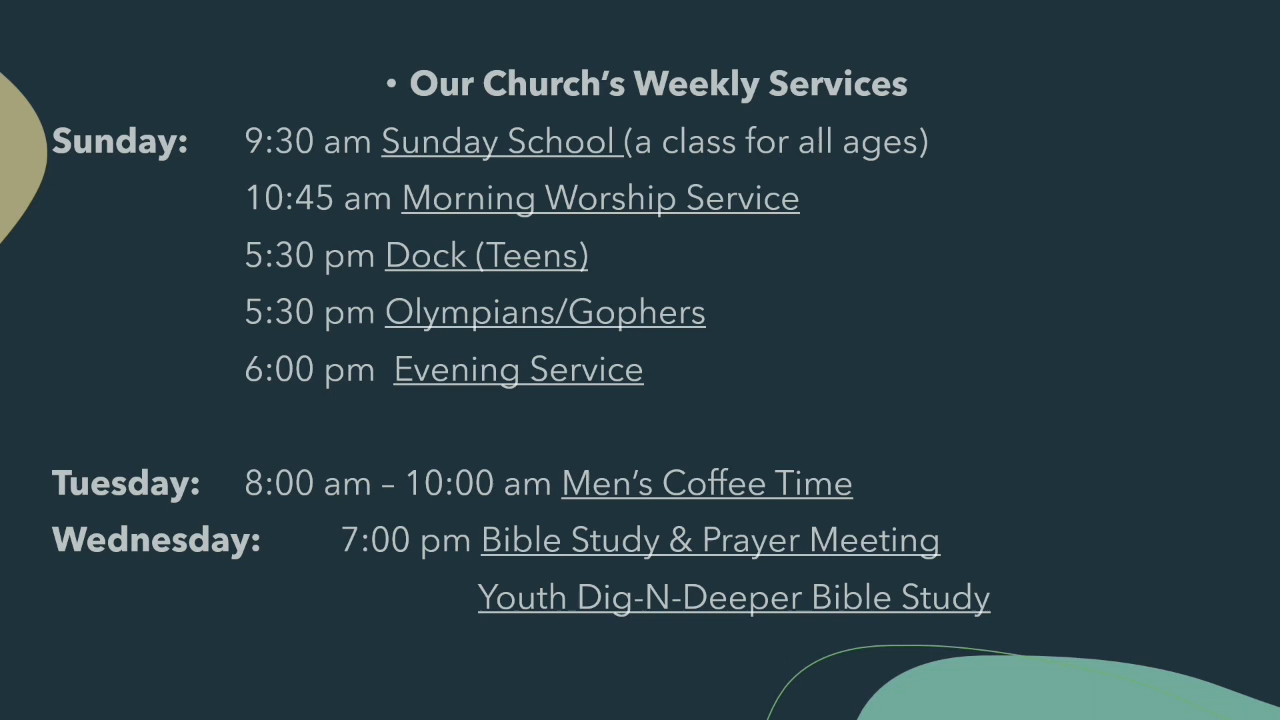 • Our Church’s Weekly Services
Sunday: 9:30 am Sunday School (a class for all ages)
10:45 am Morning Worship Service
5:30 pm Dock (Teens)
5:30 pm Olympians/Gophers
6:00 pm Evening Service
Tuesday: 8:00 am – 10:00 am Men’s Coffee Time
Wednesday: 7:00 pm Bible Study & Prayer Meeting
Youth Dig-N-Deeper Bible Study